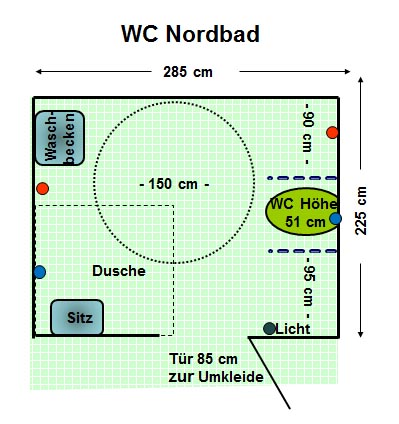 WC Nordbad
285 cm
Wasch-
becken
- 90 cm -
- 150 cm -
WC Höhe
51 cm
225 cm
Dusche
- 95 cm -
Sitz
Licht
Tür 85 cm
zur Umkleide